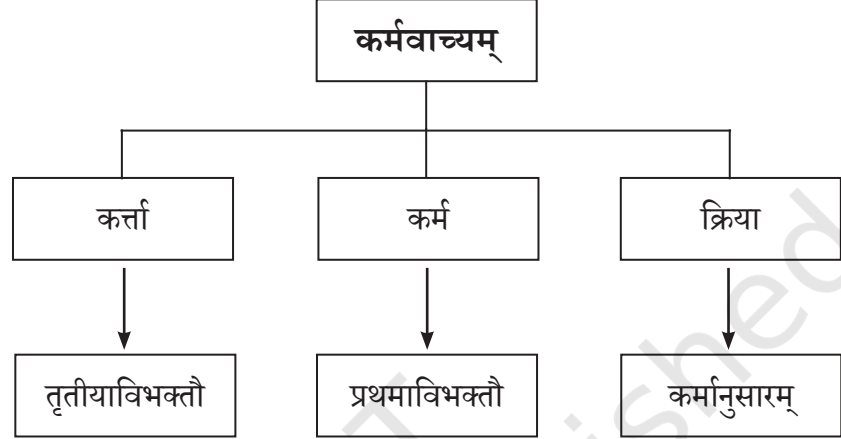 कर्मवाच्यम्
कर्त्ता कर्म क्रिया
तृतीयाविभक्तौ प्रथमाविभक्तौ कर्मानुसारम्